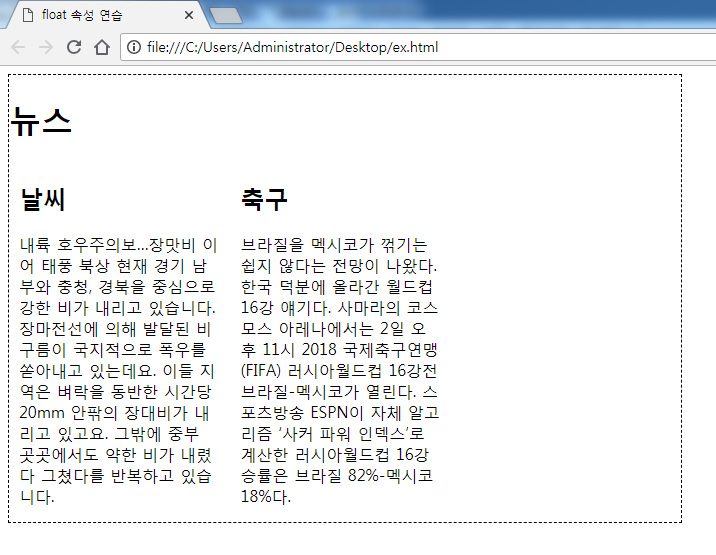 float 속성 연습
file:///C:/Users/Administrator/Desktop/ex.html
뉴스
날씨
내륙 호우주의보...장맛비 이
어 태풍 북상 현재 경기 남
부와 충청, 경북을 중심으로
강한 비가 내리고 있습니다.
장마전선에 의해 발달된 비
구름이 국지적으로 폭우를
쏟아내고 있는데요. 이들 지
역은 벼락을 동반한 시간당
20mm 안팎의 장대비가 내
리고 있고요. 그밖에 중부
곳곳에서도 약한 비가 내렸
다 그쳤다를 반복하고 있습
니다.
축구
브라질을 멕시코가 꺾기는
쉽지 않다는 전망이 나왔다.
한국 덕분에 올라간 월드컵
16강 얘기다. 사마라의 코스
모스 아레나에서는 2일 오
후 11시 2018 국제축구연맹
(FIFA) 러시아월드컵 16강전
브라질-멕시코가 열린다. 스
포츠방송 ESPN이 자체 알고
리즘 ‘사커 파워 인덱스’로
계산한 러시아월드컵 16강
승률은 브라질 82%-멕시코
18%다.